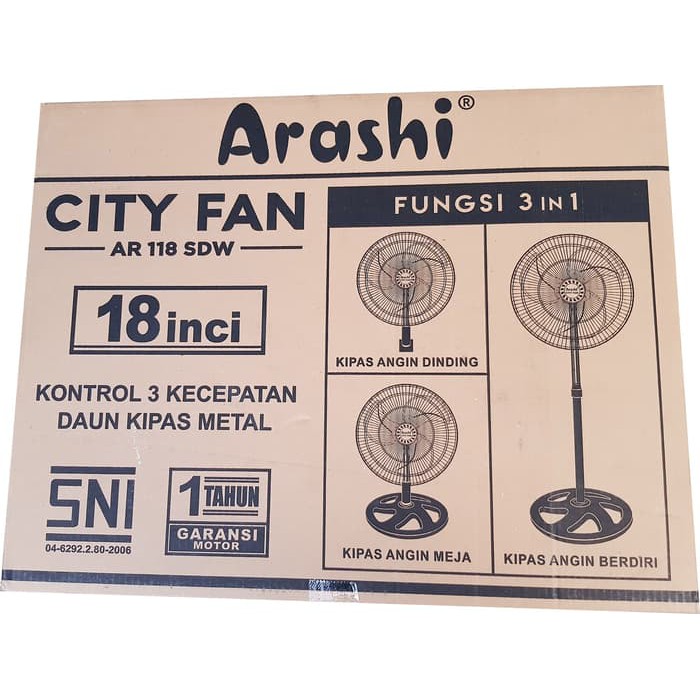 Arashi®
CITY FAN
AR 118 SDW
18 inci
KONTROL 3 KECEPATAN
DAUN KIPAS METAL
SNI
04-6292.2.80-2006
1 TAHUN
GARANSI
MOTOR
FUNGSI 3 IN 1
KIPAS ANGIN DINDING
KIPAS ANGIN MEJA
KIPAS ANGIN BERDIRI